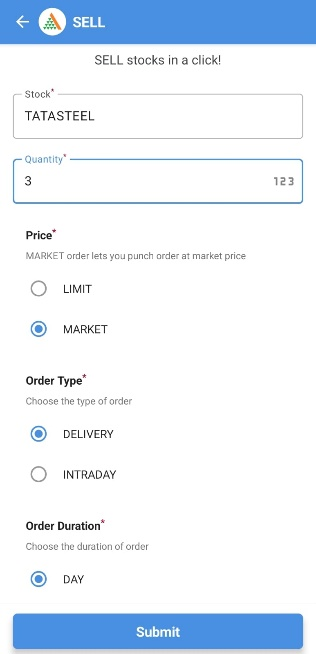 SELL
SELL stocks in a click!
Stock*
TATASTEEL
Quantity*
3
123
Price*
MARKET order lets you punch order at market price
LIMIT
MARKET
Order Type*
Choose the type of order
DELIVERY
INTRADAY
Order Duration*
Choose the duration of order
DAY
Submit